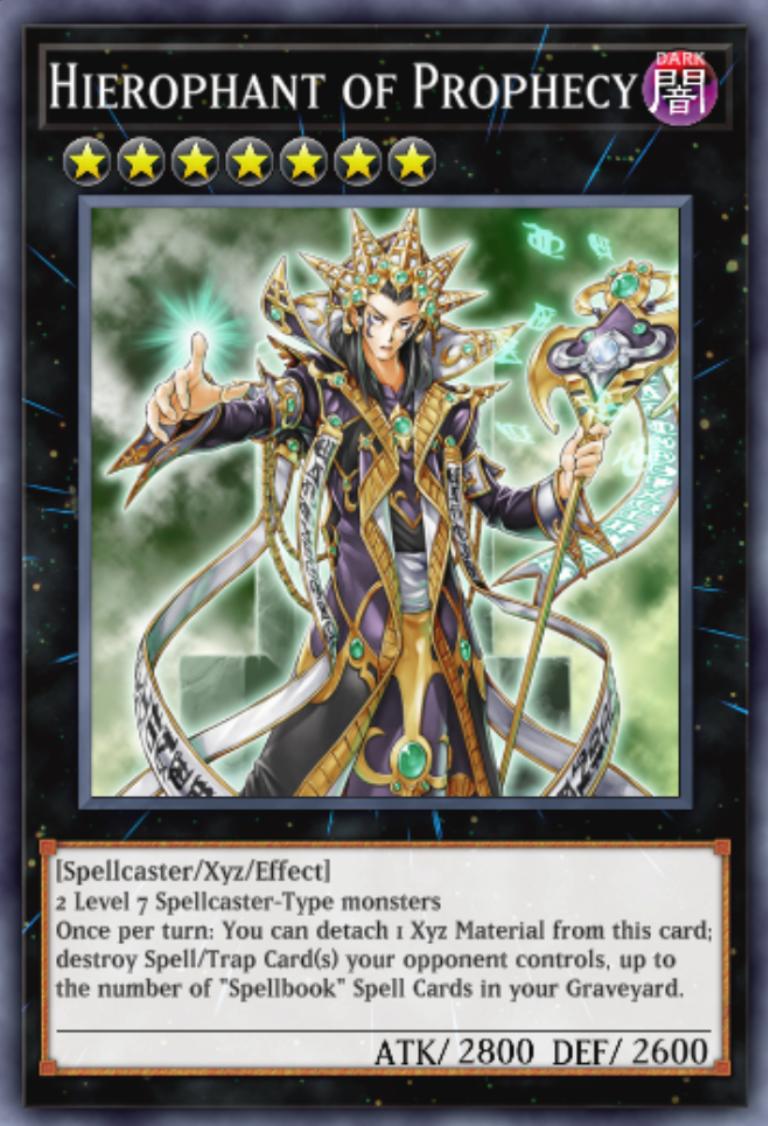 HIEROPHANT OF PROPHECY
DARK
闇
[Spellcaster/Xyz/Effect]
2 Level 7 Spellcaster-Type monsters
Once per turn: You can detach 1 Xyz Material from this card;
destroy Spell/Trap Card(s) your opponent controls, up to
the number of "Spellbook" Spell Cards in your Graveyard.
ATK/ 2800 DEF/ 2600